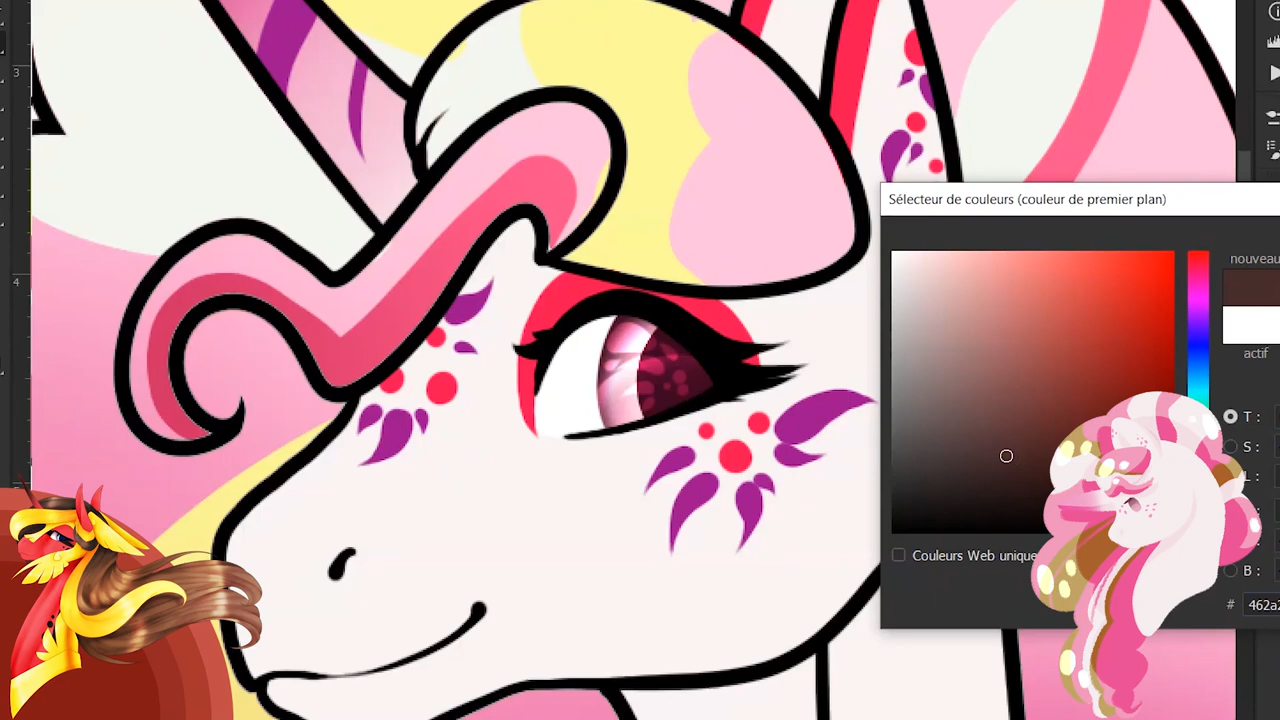 3
Sélecteur de couleurs (couleur de premier plan)
nouveau
4
actif
T :
S :
L :
Couleurs Web unique
B :
# 462a2